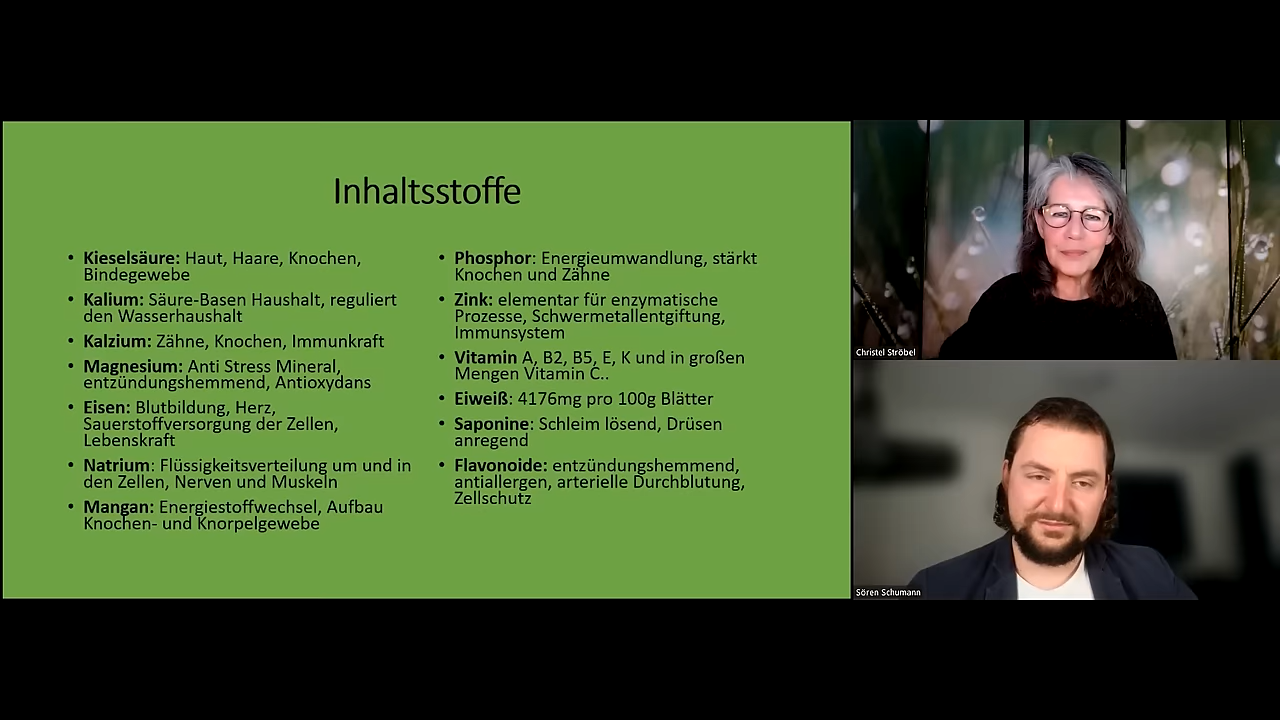 Inhaltsstoffe
• Kieselsäure: Haut, Haare, Knochen,
Bindegewebe
• Kalium: Säure-Basen Haushalt, reguliert
den Wasserhaushalt
• Kalzium: Zähne, Knochen, Immunkraft
• Magnesium: Anti Stress Mineral,
entzündungshemmend, Antioxydans
• Eisen: Blutbildung, Herz,
Sauerstoffversorgung der Zellen,
Lebenskraft
• Natrium: Flüssigkeitsverteilung um und in
den Zellen, Nerven und Muskeln
• Mangan: Energiestoffwechsel, Aufbau
Knochen- und Knorpelgewebe
• Phosphor: Energieumwandlung, stärkt
Knochen und Zähne
• Zink: elementar für enzymatische
Prozesse, Schwermetallentgiftung,
Immunsystem
• Vitamin A, B2, B5, E, K und in großen
Mengen Vitamin C..
• Eiweiß: 4176mg pro 100g Blätter
• Saponine: Schleim lösend, Drüsen
anregend
• Flavonoide: entzündungshemmend,
antiallergen, arterielle Durchblutung,
Zellschutz
Christel Ströbel
Sören Schumann